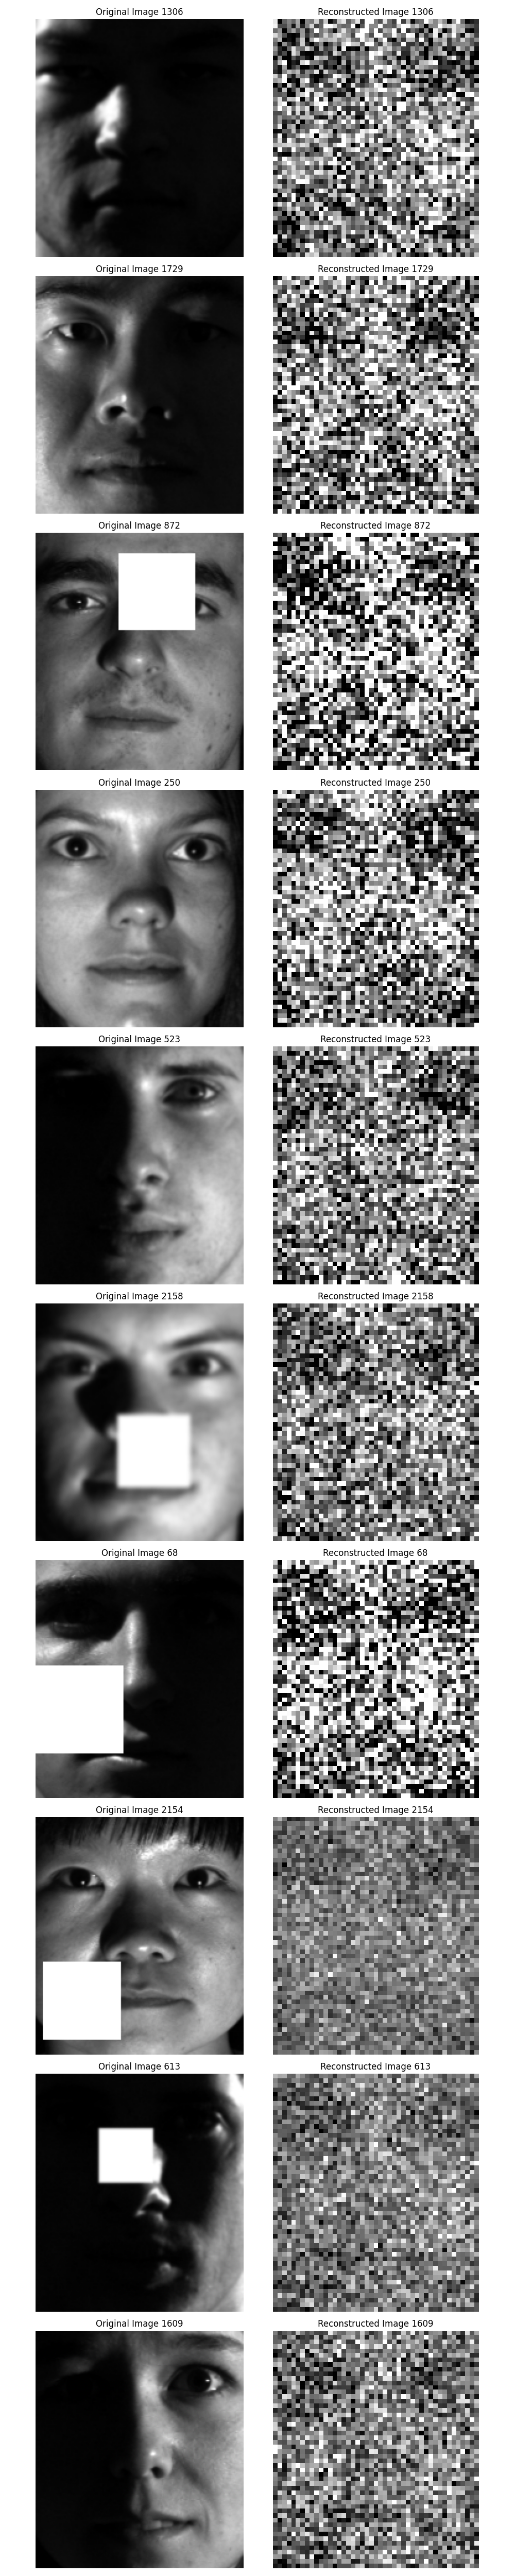 Original Image 1306
Reconstructed Image 1306
Original Image 1729
Reconstructed Image 1729
Original Image 872
Reconstructed Image 872
Original Image 250
Reconstructed Image 250
Original Image 523
Reconstructed Image 523
Original Image 2158
Reconstructed Image 2158
Original Image 68
Reconstructed Image 68
Original Image 2154
Reconstructed Image 2154
Original Image 613
Reconstructed Image 613
Original Image 1609
Reconstructed Image 1609